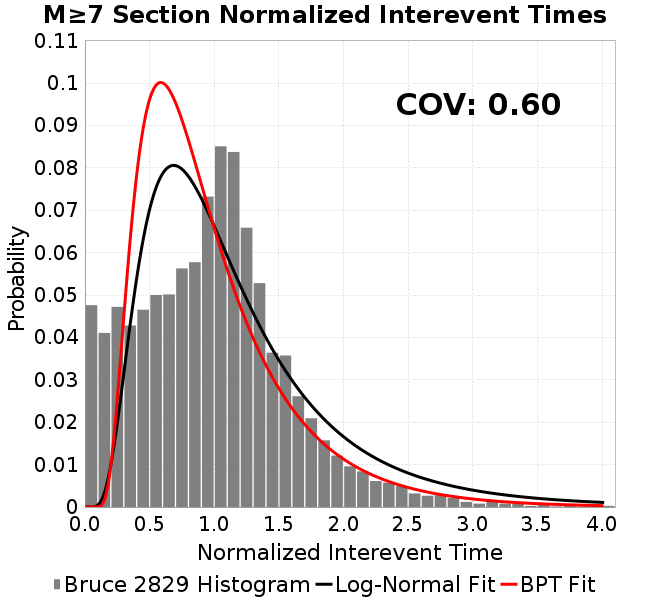 M≥7 Section Normalized Interevent Times
COV: 0.60
Probability
0.11
0.1
0.09
0.08
0.07
0.06
0.05
0.04
0.03
0.02
0.01
0
0.0 0.5 1.0 1.5 2.0 2.5 3.0 3.5 4.0
Normalized Interevent Time
Bruce 2829 Histogram Log-Normal Fit BPT Fit